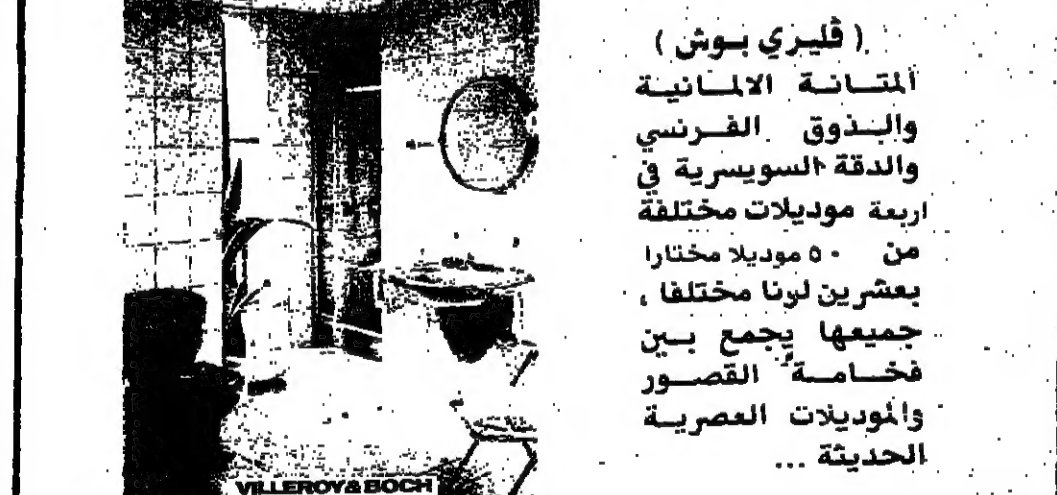 ( ڤليزي بوش )
المتانة الالمانية
والذوق الفرنسي
والدقة السويسرية في
اربعة موديلات مختلفة
من ٥٠ موديلا مختارا
بعشرين لونا مختلفا ،
جميعها يجمع بين
فخامة القصور
والموديلات العصرية
الحديثة ...
VILLEROY & BOCH